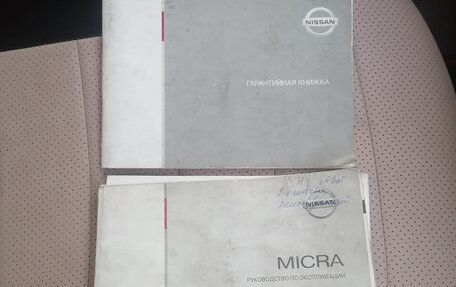 NISSAN
ГАРАНТИЙНАЯ КНИЖКА
NISSAN
MICRA
РУКОВОДСТВО ПО ЭКСПЛУАТАЦИИ